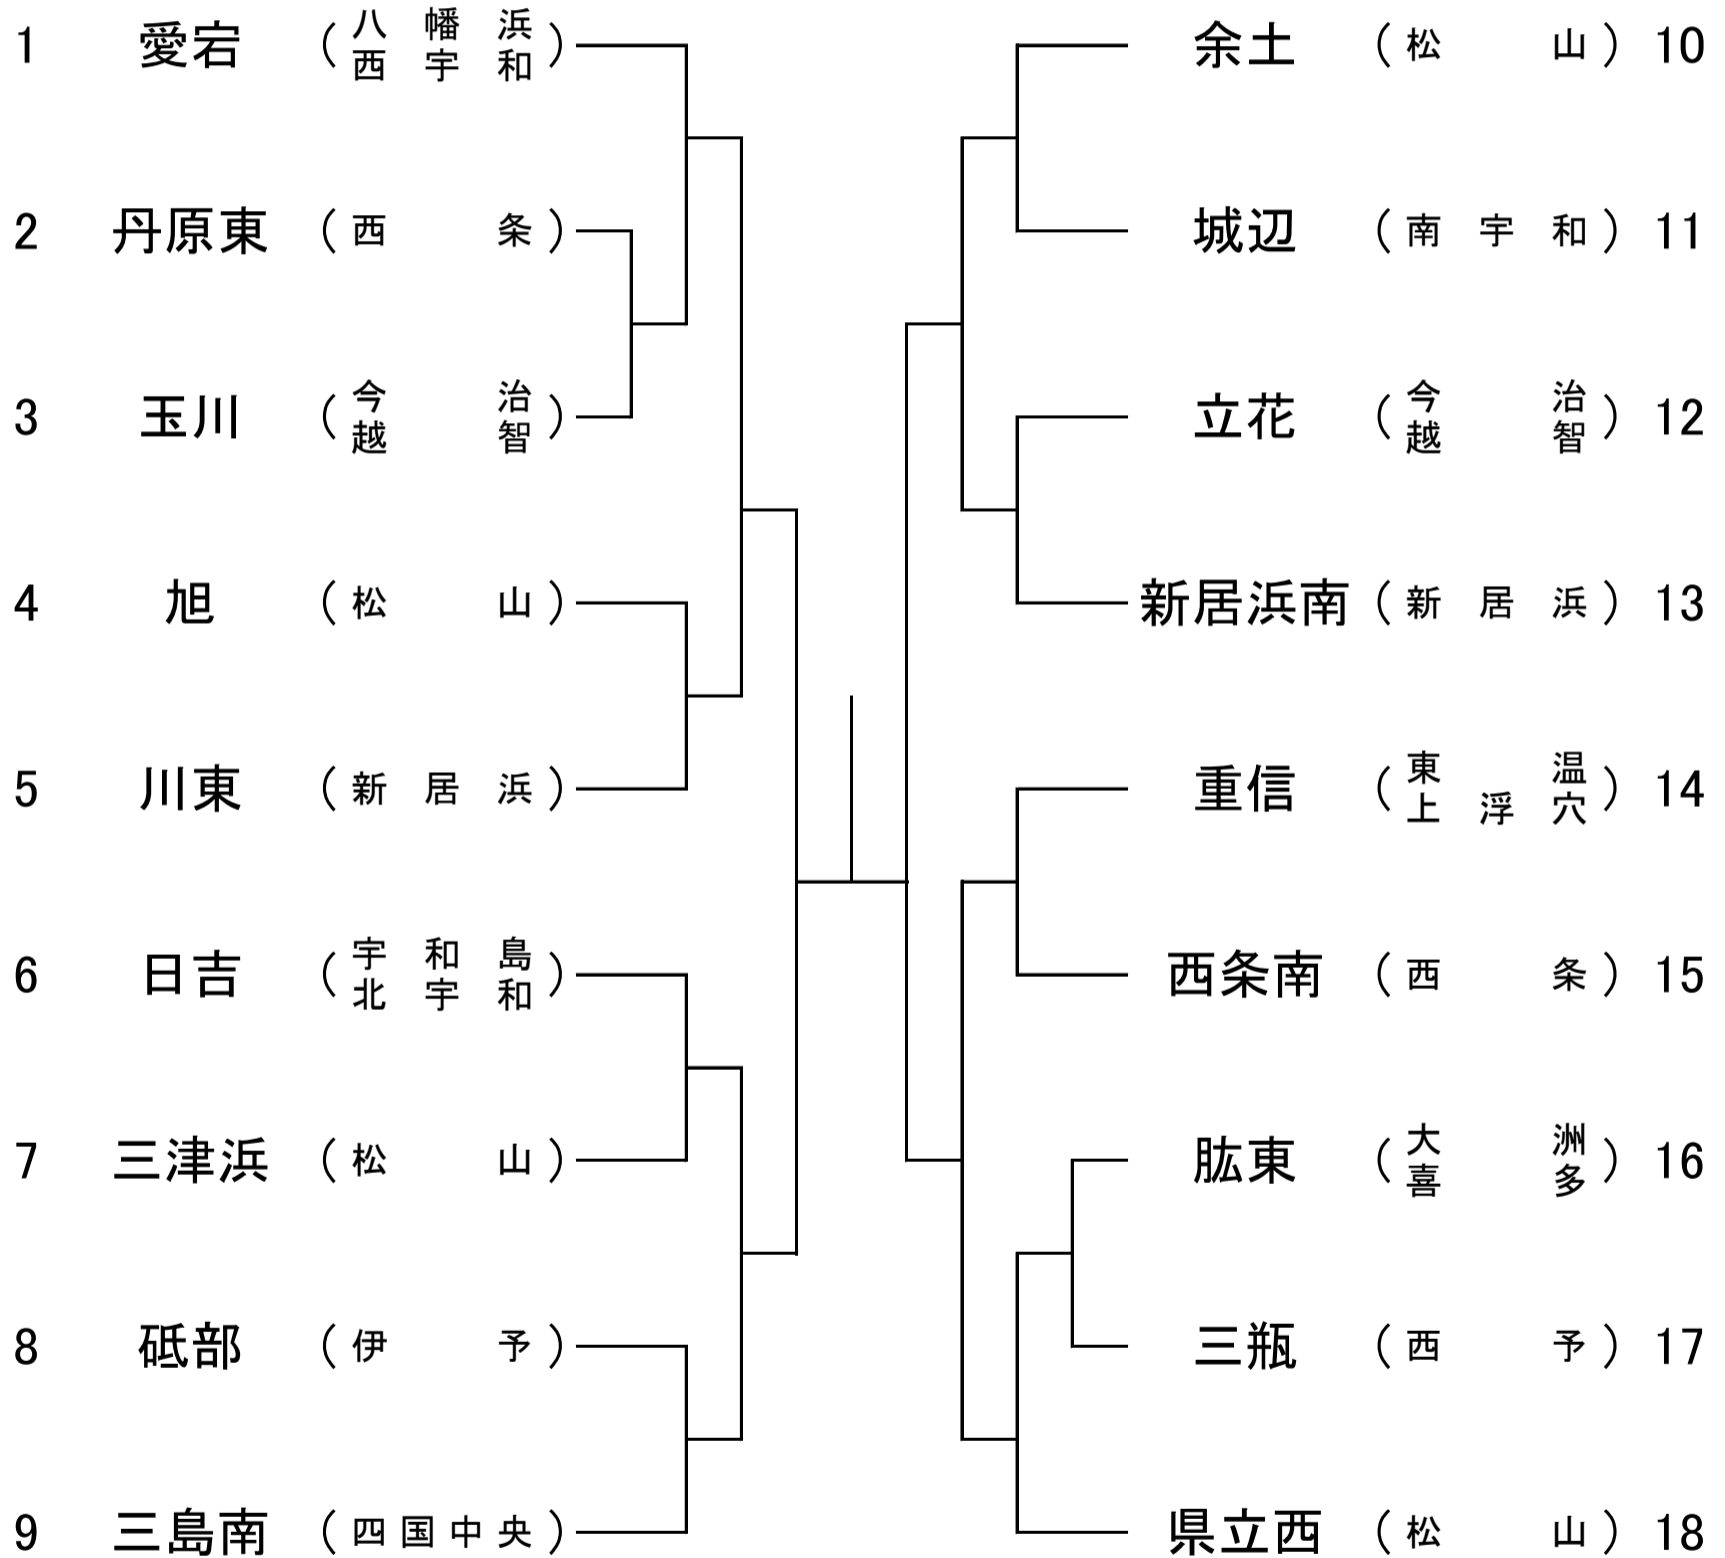 1 愛宕 （八幡浜
西宇和）
2 丹原東 （西条）
3 玉川 （今治
越智）
4 旭 （松山）
5 川東 （新居浜）
6 日吉 （宇和島
北宇和）
7 三津浜 （松山）
8 砥部 （伊予）
9 三島南 （四国中央）
余土 （松山） 10
城辺 （南宇和） 11
立花 （今治
越智） 12
新居浜南 （新居浜） 13
重信 （東温
上浮穴） 14
西条南 （西条） 15
肱東 （大洲
喜多） 16
三瓶 （西予） 17
県立西 （松山） 18